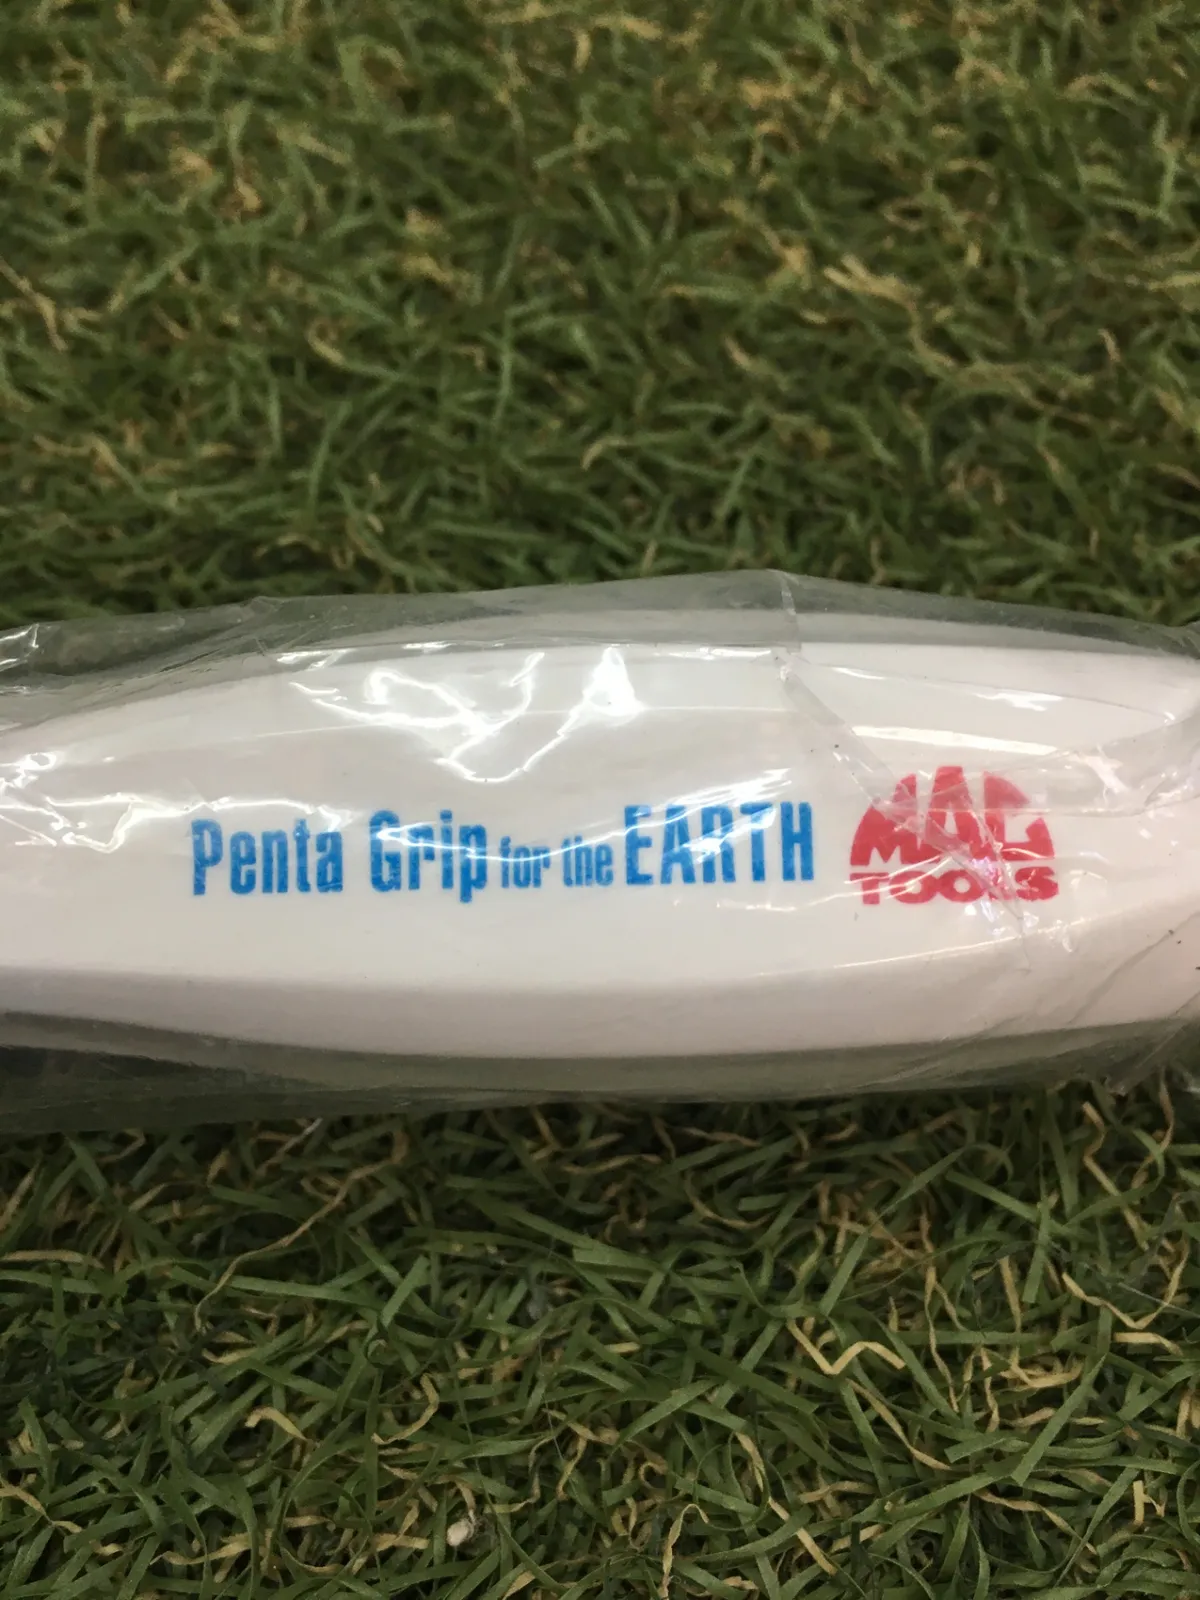 Penta Grip for the EARTH
MAC
TOOLS